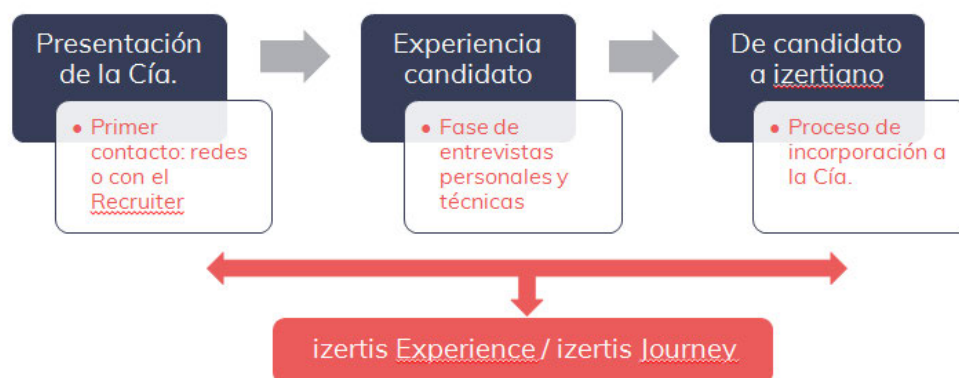 Presentación
de la Cía.
• Primer
contacto: redes
o con el
Recruiter
Experiencia
candidato
• Fase de
entrevistas
personales y
técnicas
De candidato
a izertiano
• Proceso de
incorporación a
la Cía.
izertis Experience / izertis Journey